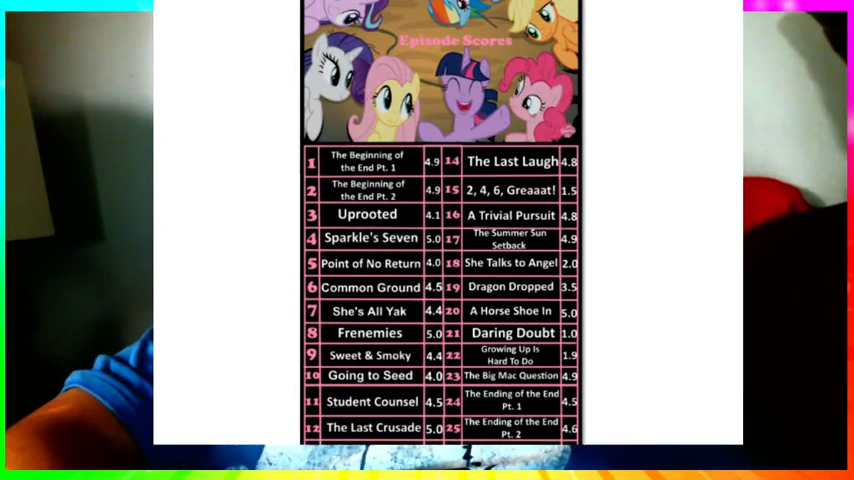 Episode Scores
1 The Beginning of the End Pt. 1 4.9 14 The Last Laugh 4.8
2 The Beginning of the End Pt. 2 4.9 15 2, 4, 6, Greaaat! 1.5
3 Uprooted 4.1 16 A Trivial Pursuit 4.8
4 Sparkle's Seven 5.0 17 The Summer Sun Setback 4.9
5 Point of No Return 4.0 18 She Talks to Angel 2.0
6 Common Ground 4.5 19 Dragon Dropped 3.5
7 She's All Yak 4.4 20 A Horse Shoe In 5.0
8 Frenemies 5.0 21 Daring Doubt 1.0
9 Sweet & Smoky 4.4 22 Growing Up Is Hard To Do 1.9
10 Going to Seed 4.0 23 The Big Mac Question 4.9
11 Student Counsel 4.5 24 The Ending of the End Pt. 1 4.5
12 The Last Crusade 5.0 25 The Ending of the End Pt. 2 4.6